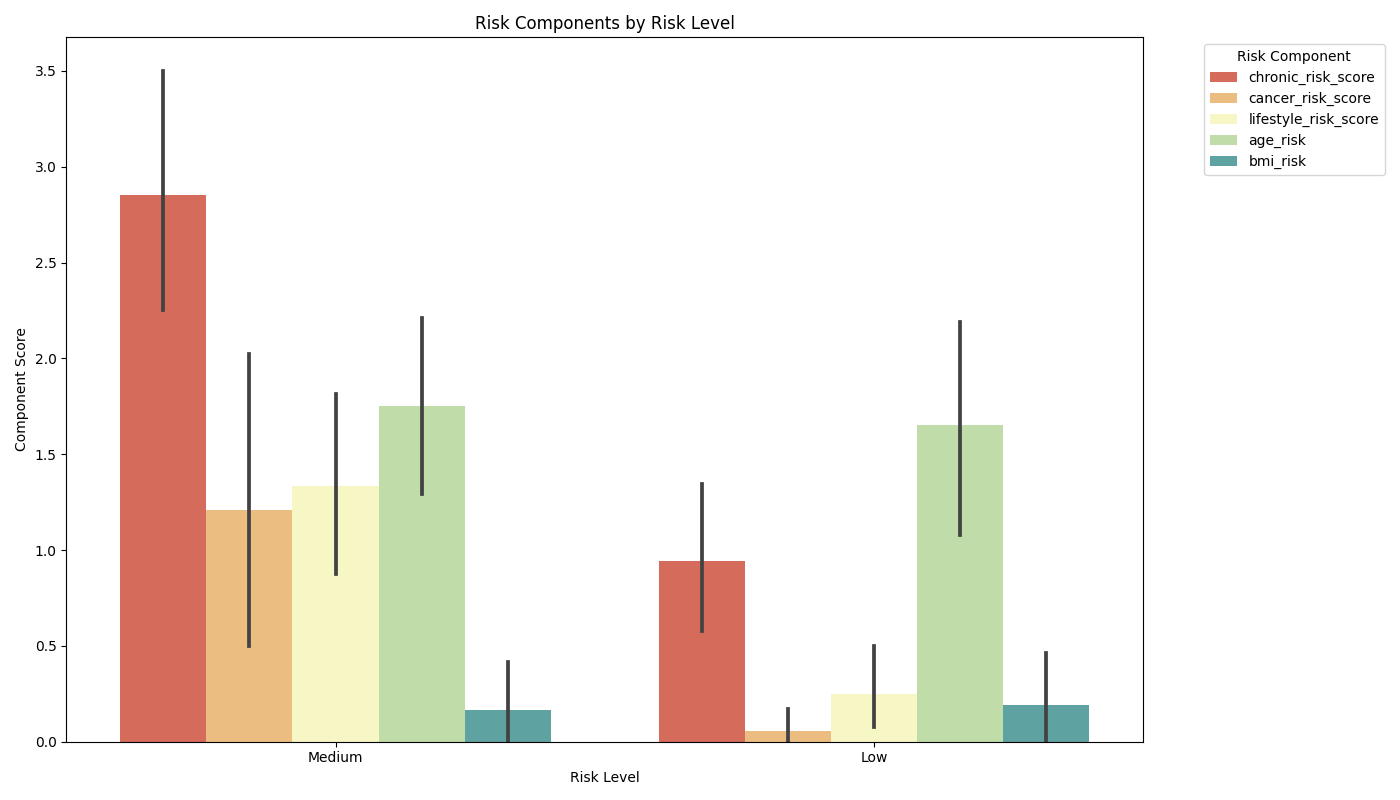 Risk Components by Risk Level
Risk Component
chronic_risk_score
cancer_risk_score
lifestyle_risk_score
age_risk
bmi_risk
Component Score
3.5
3.0
2.5
2.0
1.5
1.0
0.5
0.0
Medium
Low
Risk Level